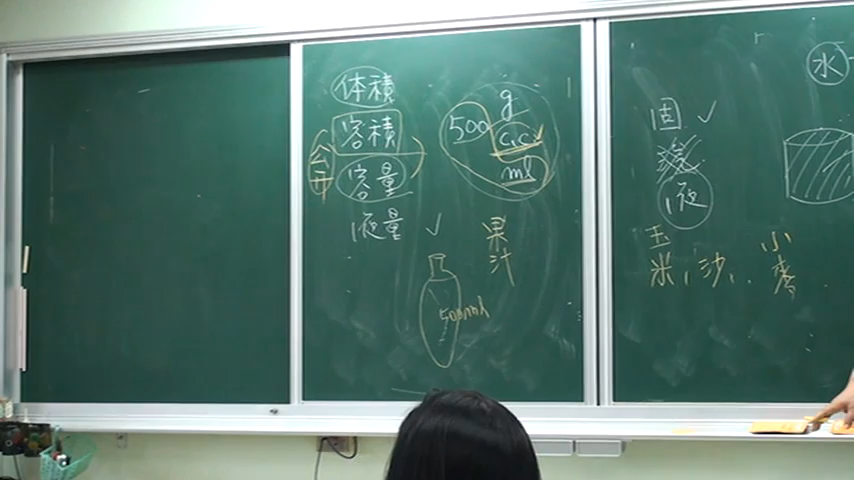 体積
容積
容量
液量 ✓
g
500 c.c. ✓
ml
果汁
500ml
水
固 ✓
液
玉米,沙,..小麥